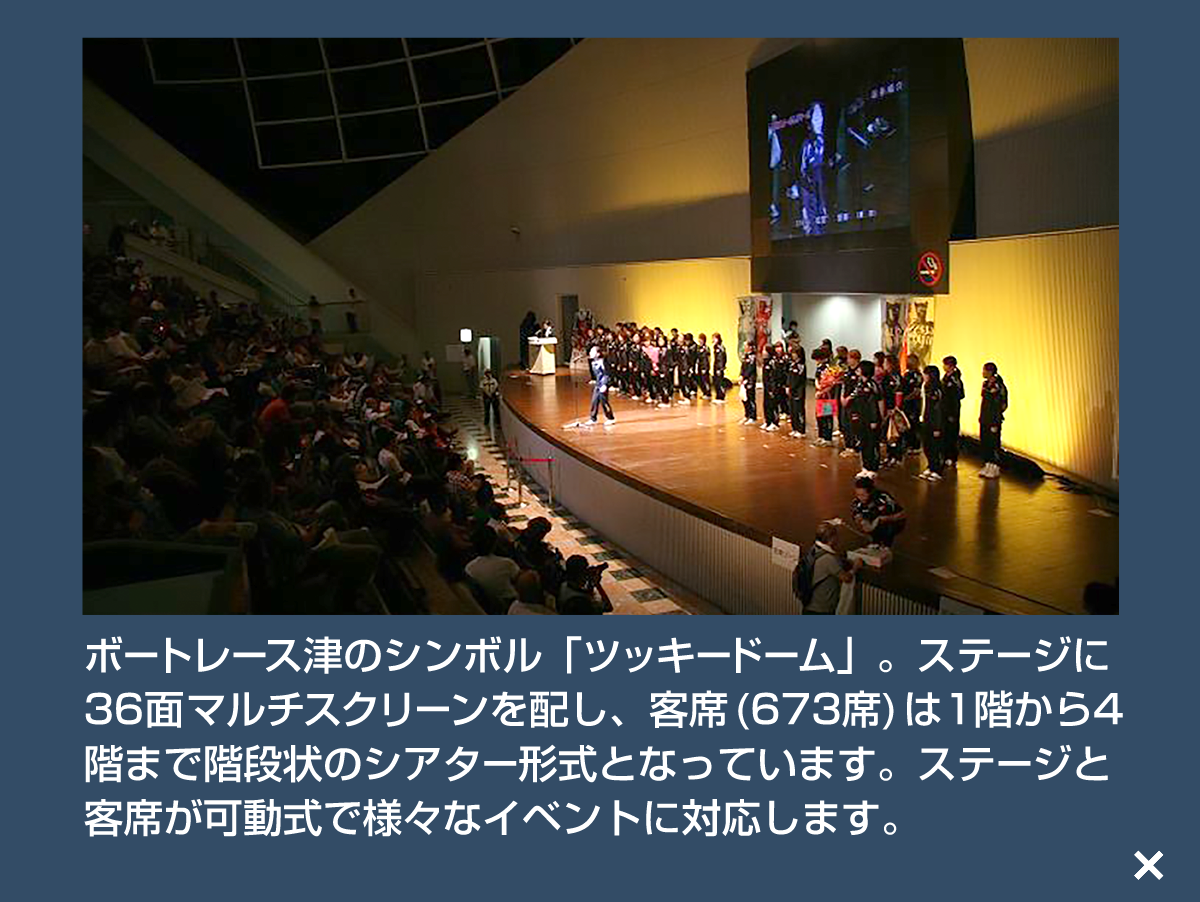 ボートレース津のシンボル「ツッキードーム」。ステージに
36面マルチスクリーンを配し、客席(673席)は1階から4
階まで階段状のシアター形式となっています。ステージと
客席が可動式で様々なイベントに対応します。